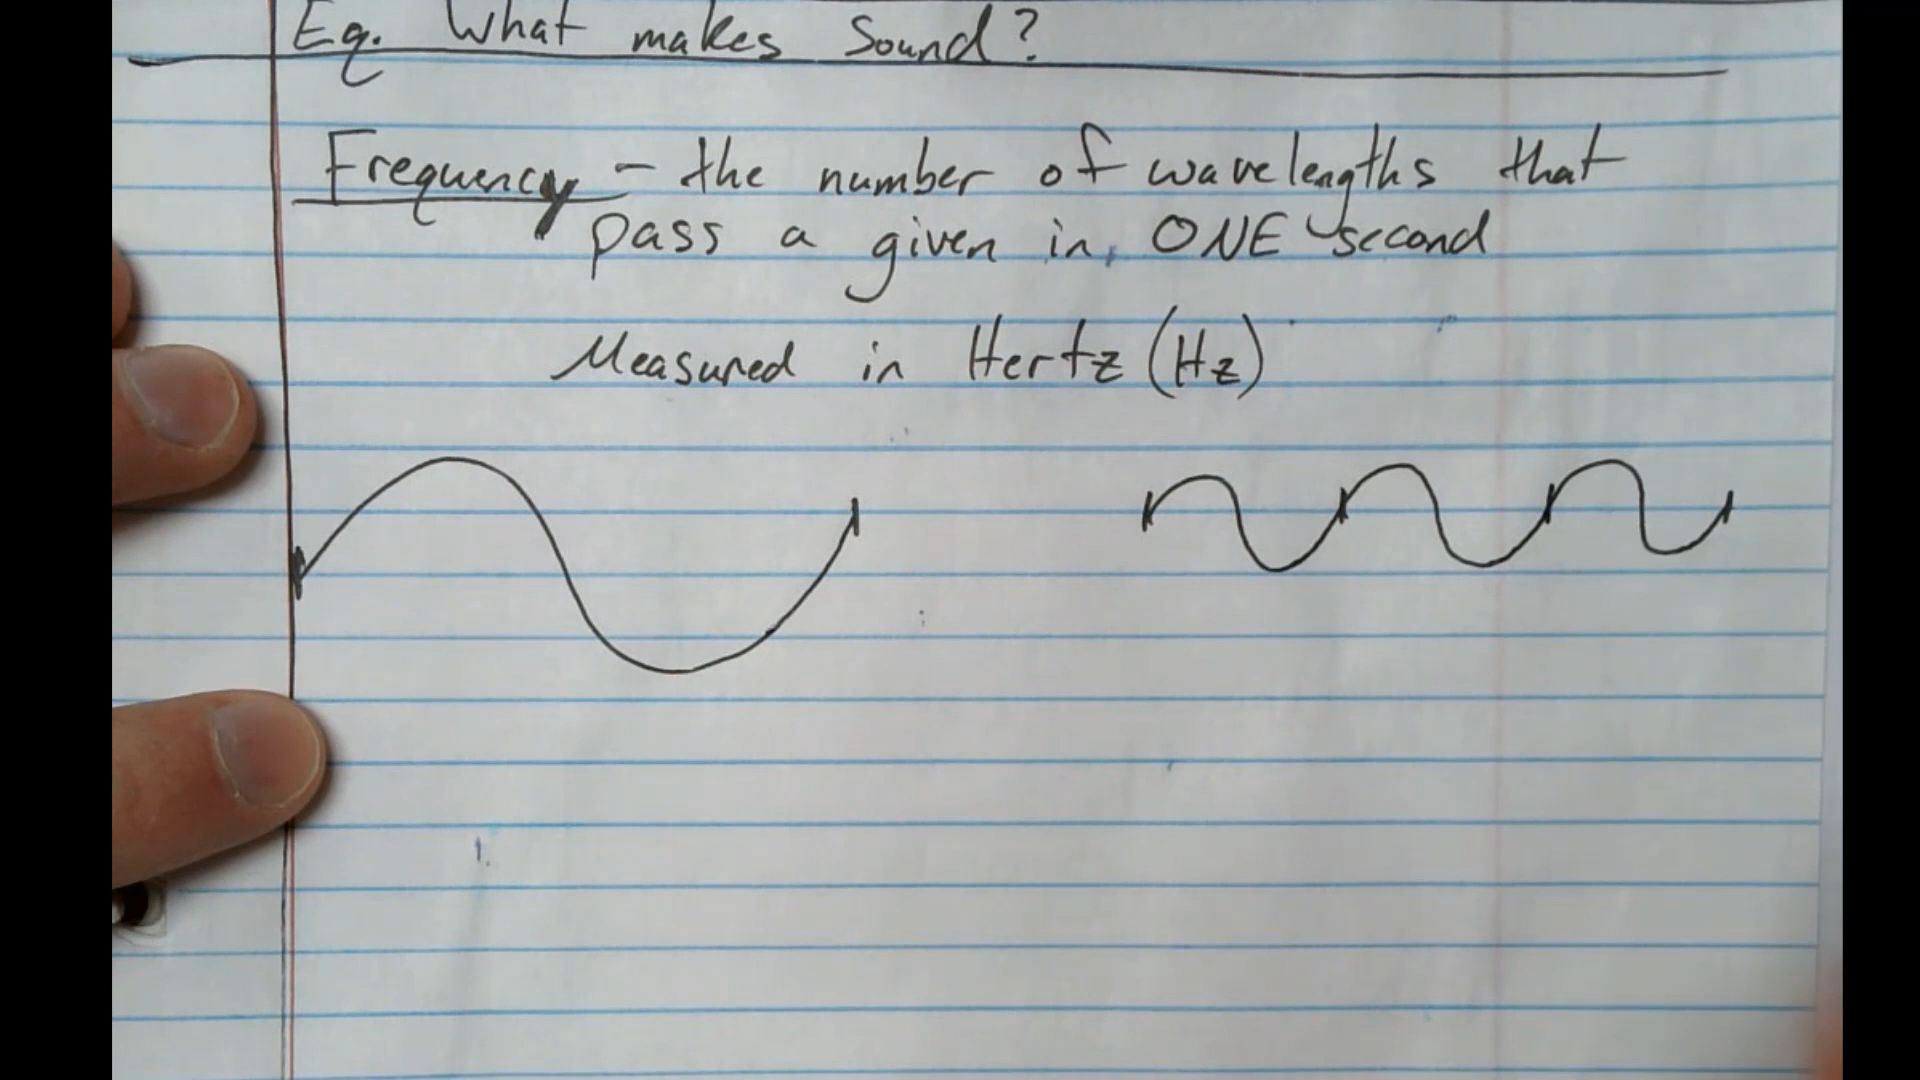 Eq. What makes Sound?
Frequency - the number of wavelengths that
pass a given in ONE second
Measured in Hertz (Hz)